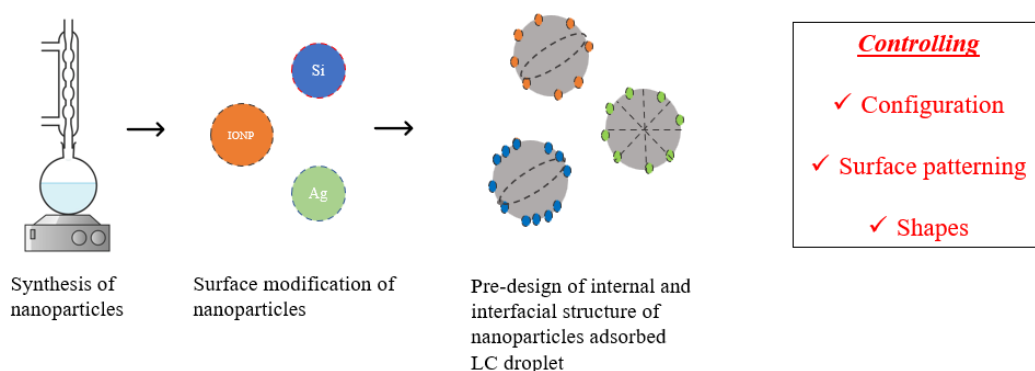 Si
IONP
Ag
Synthesis of
nanoparticles
Surface modification of
nanoparticles
Pre-design of internal and
interfacial structure of
nanoparticles adsorbed
LC droplet
Controlling
✓ Configuration
✓ Surface patterning
✓ Shapes